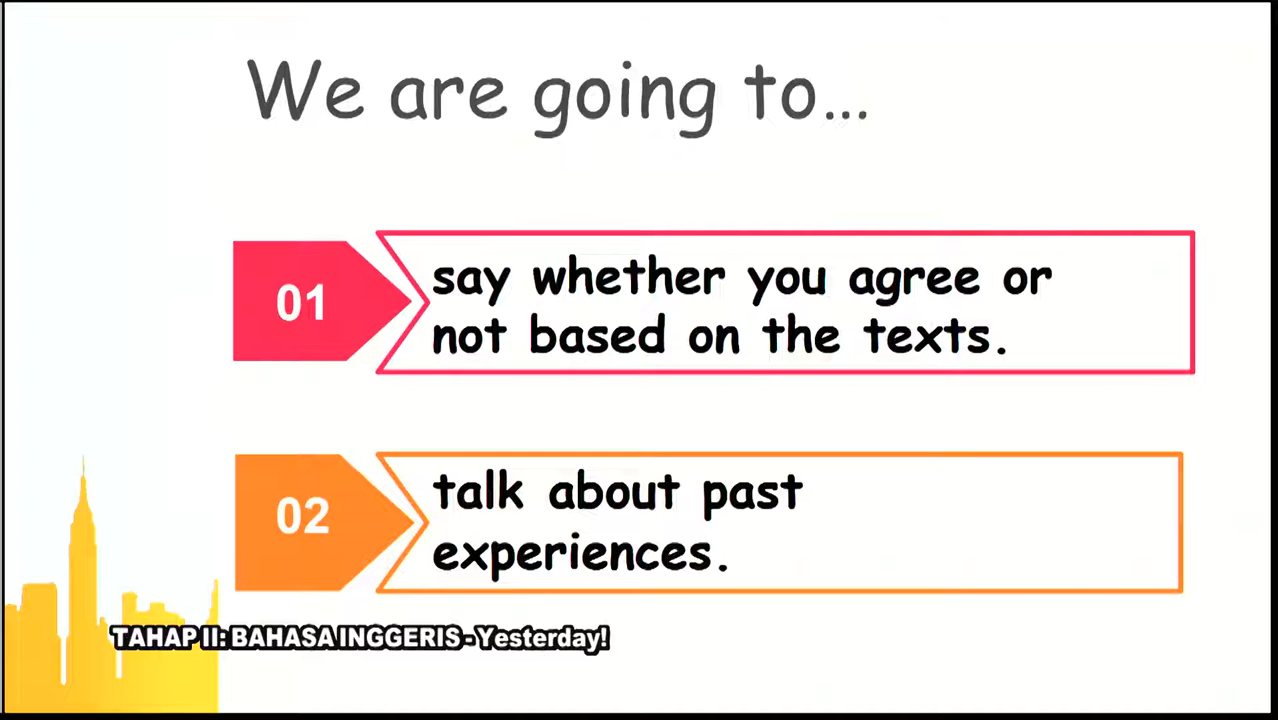 We are going to...
01
say whether you agree or
not based on the texts.
02
talk about past
experiences.
TAHAP II: BAHASA INGGERIS - Yesterday!